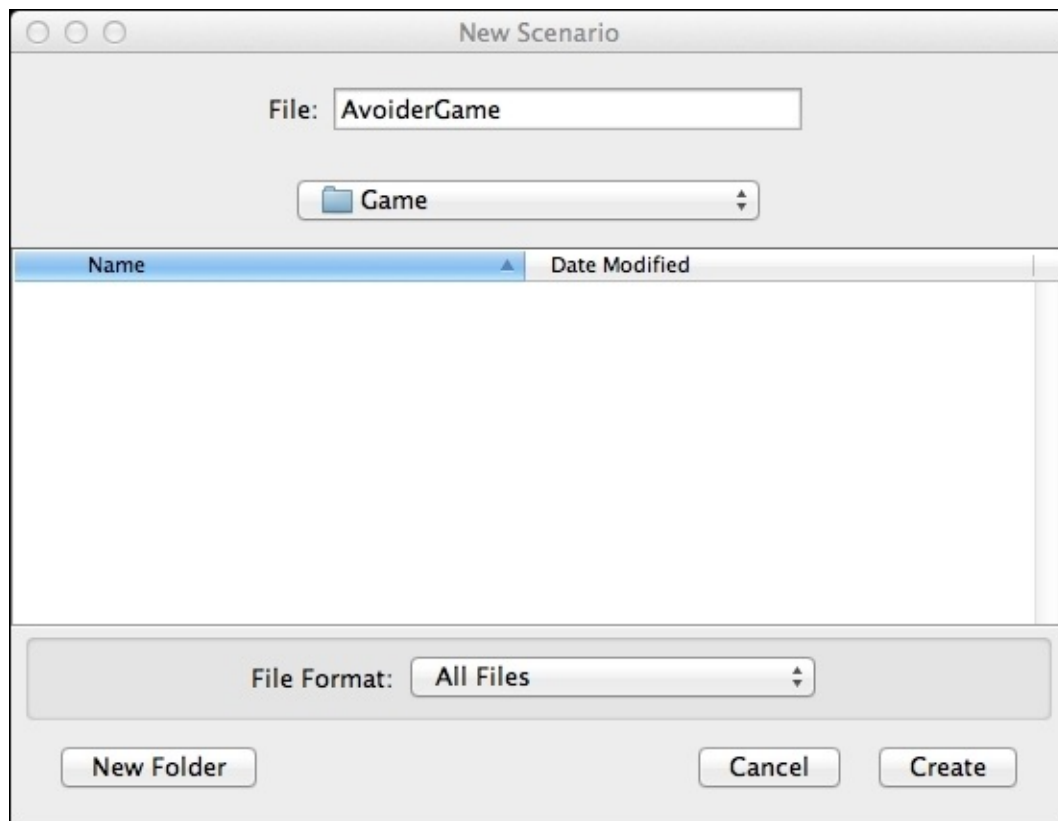 New Scenario
File: AvoiderGame
Game
Name Date Modified
File Format: All Files
New Folder Cancel Create